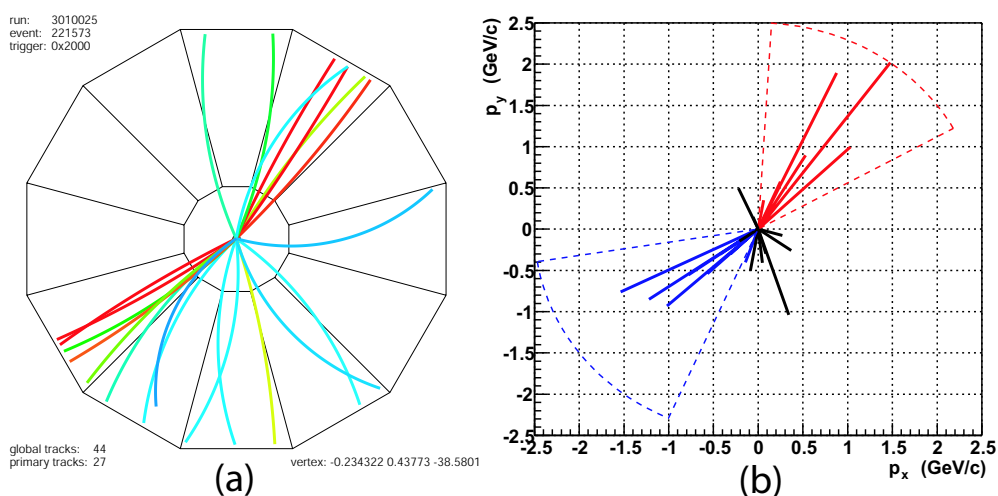 run: 3010025
event: 221573
trigger: 0x2000
global tracks: 44
primary tracks: 27
vertex: -0.234322 0.43773 -38.5801
(a)
p_y (GeV/c)
2.5
2
1.5
1
0.5
0
-0.5
-1
-1.5
-2
-2.5
-2.5 -2 -1.5 -1 -0.5 0 0.5 1 1.5 2 2.5
p_x (GeV/c)
(b)